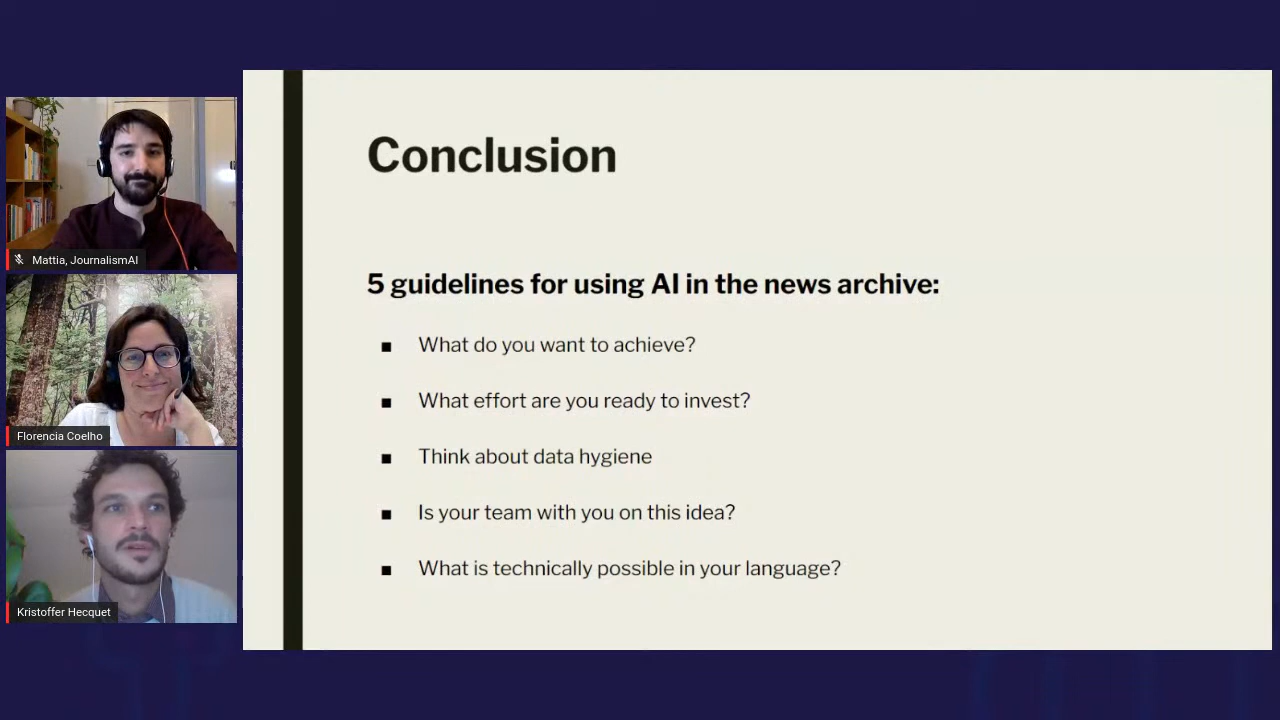 Mattia, JournalismAI
Florencia Coelho
Kristoffer Hecquet
Conclusion
5 guidelines for using AI in the news archive:
▪ What do you want to achieve?
▪ What effort are you ready to invest?
▪ Think about data hygiene
▪ Is your team with you on this idea?
▪ What is technically possible in your language?